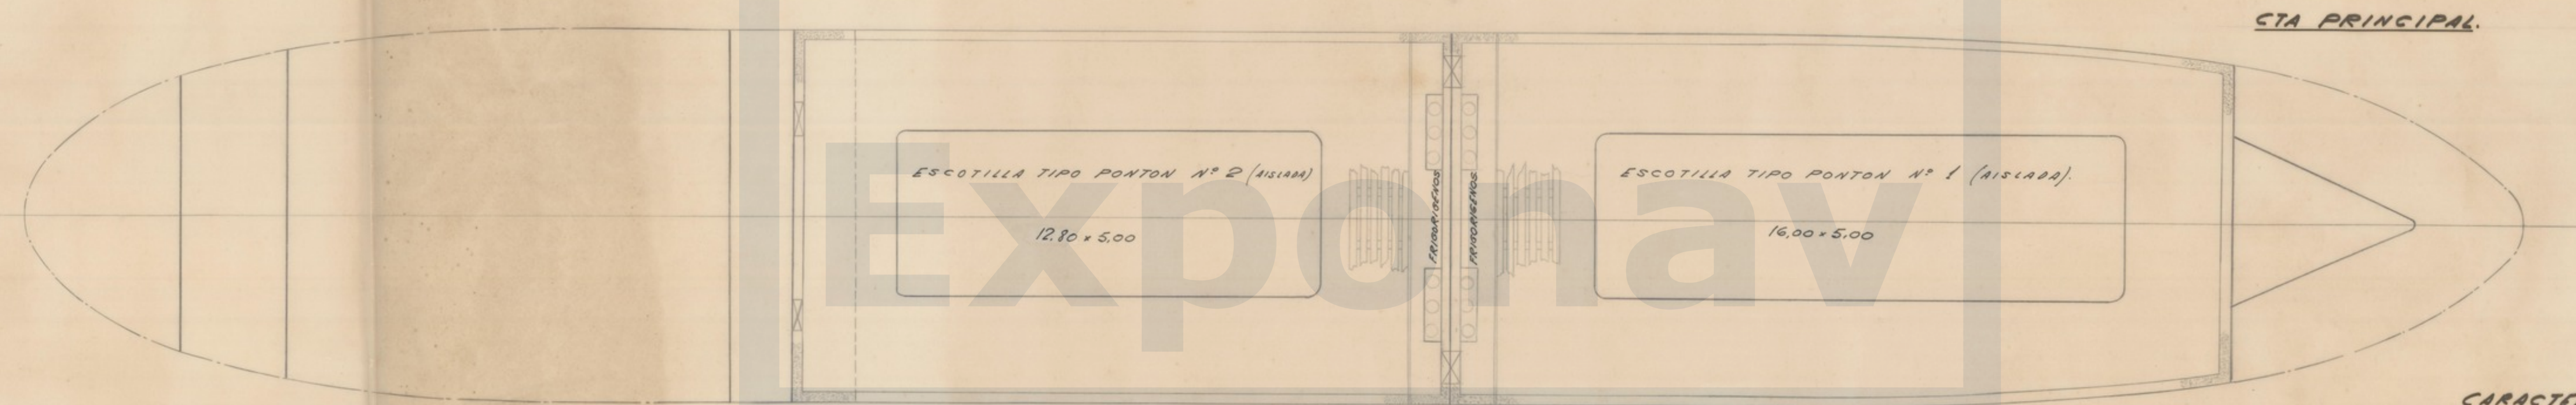 CTA PRINCIPAL.
ESCOTILLA TIPO PONTON Nº 2 (AISLADA)
12.80 x 5,00
FRIGORIGENOS
FRIGORIGENOS
ESCOTILLA TIPO PONTON Nº 1 (AISLADA).
16,00 x 5,00
Exponav